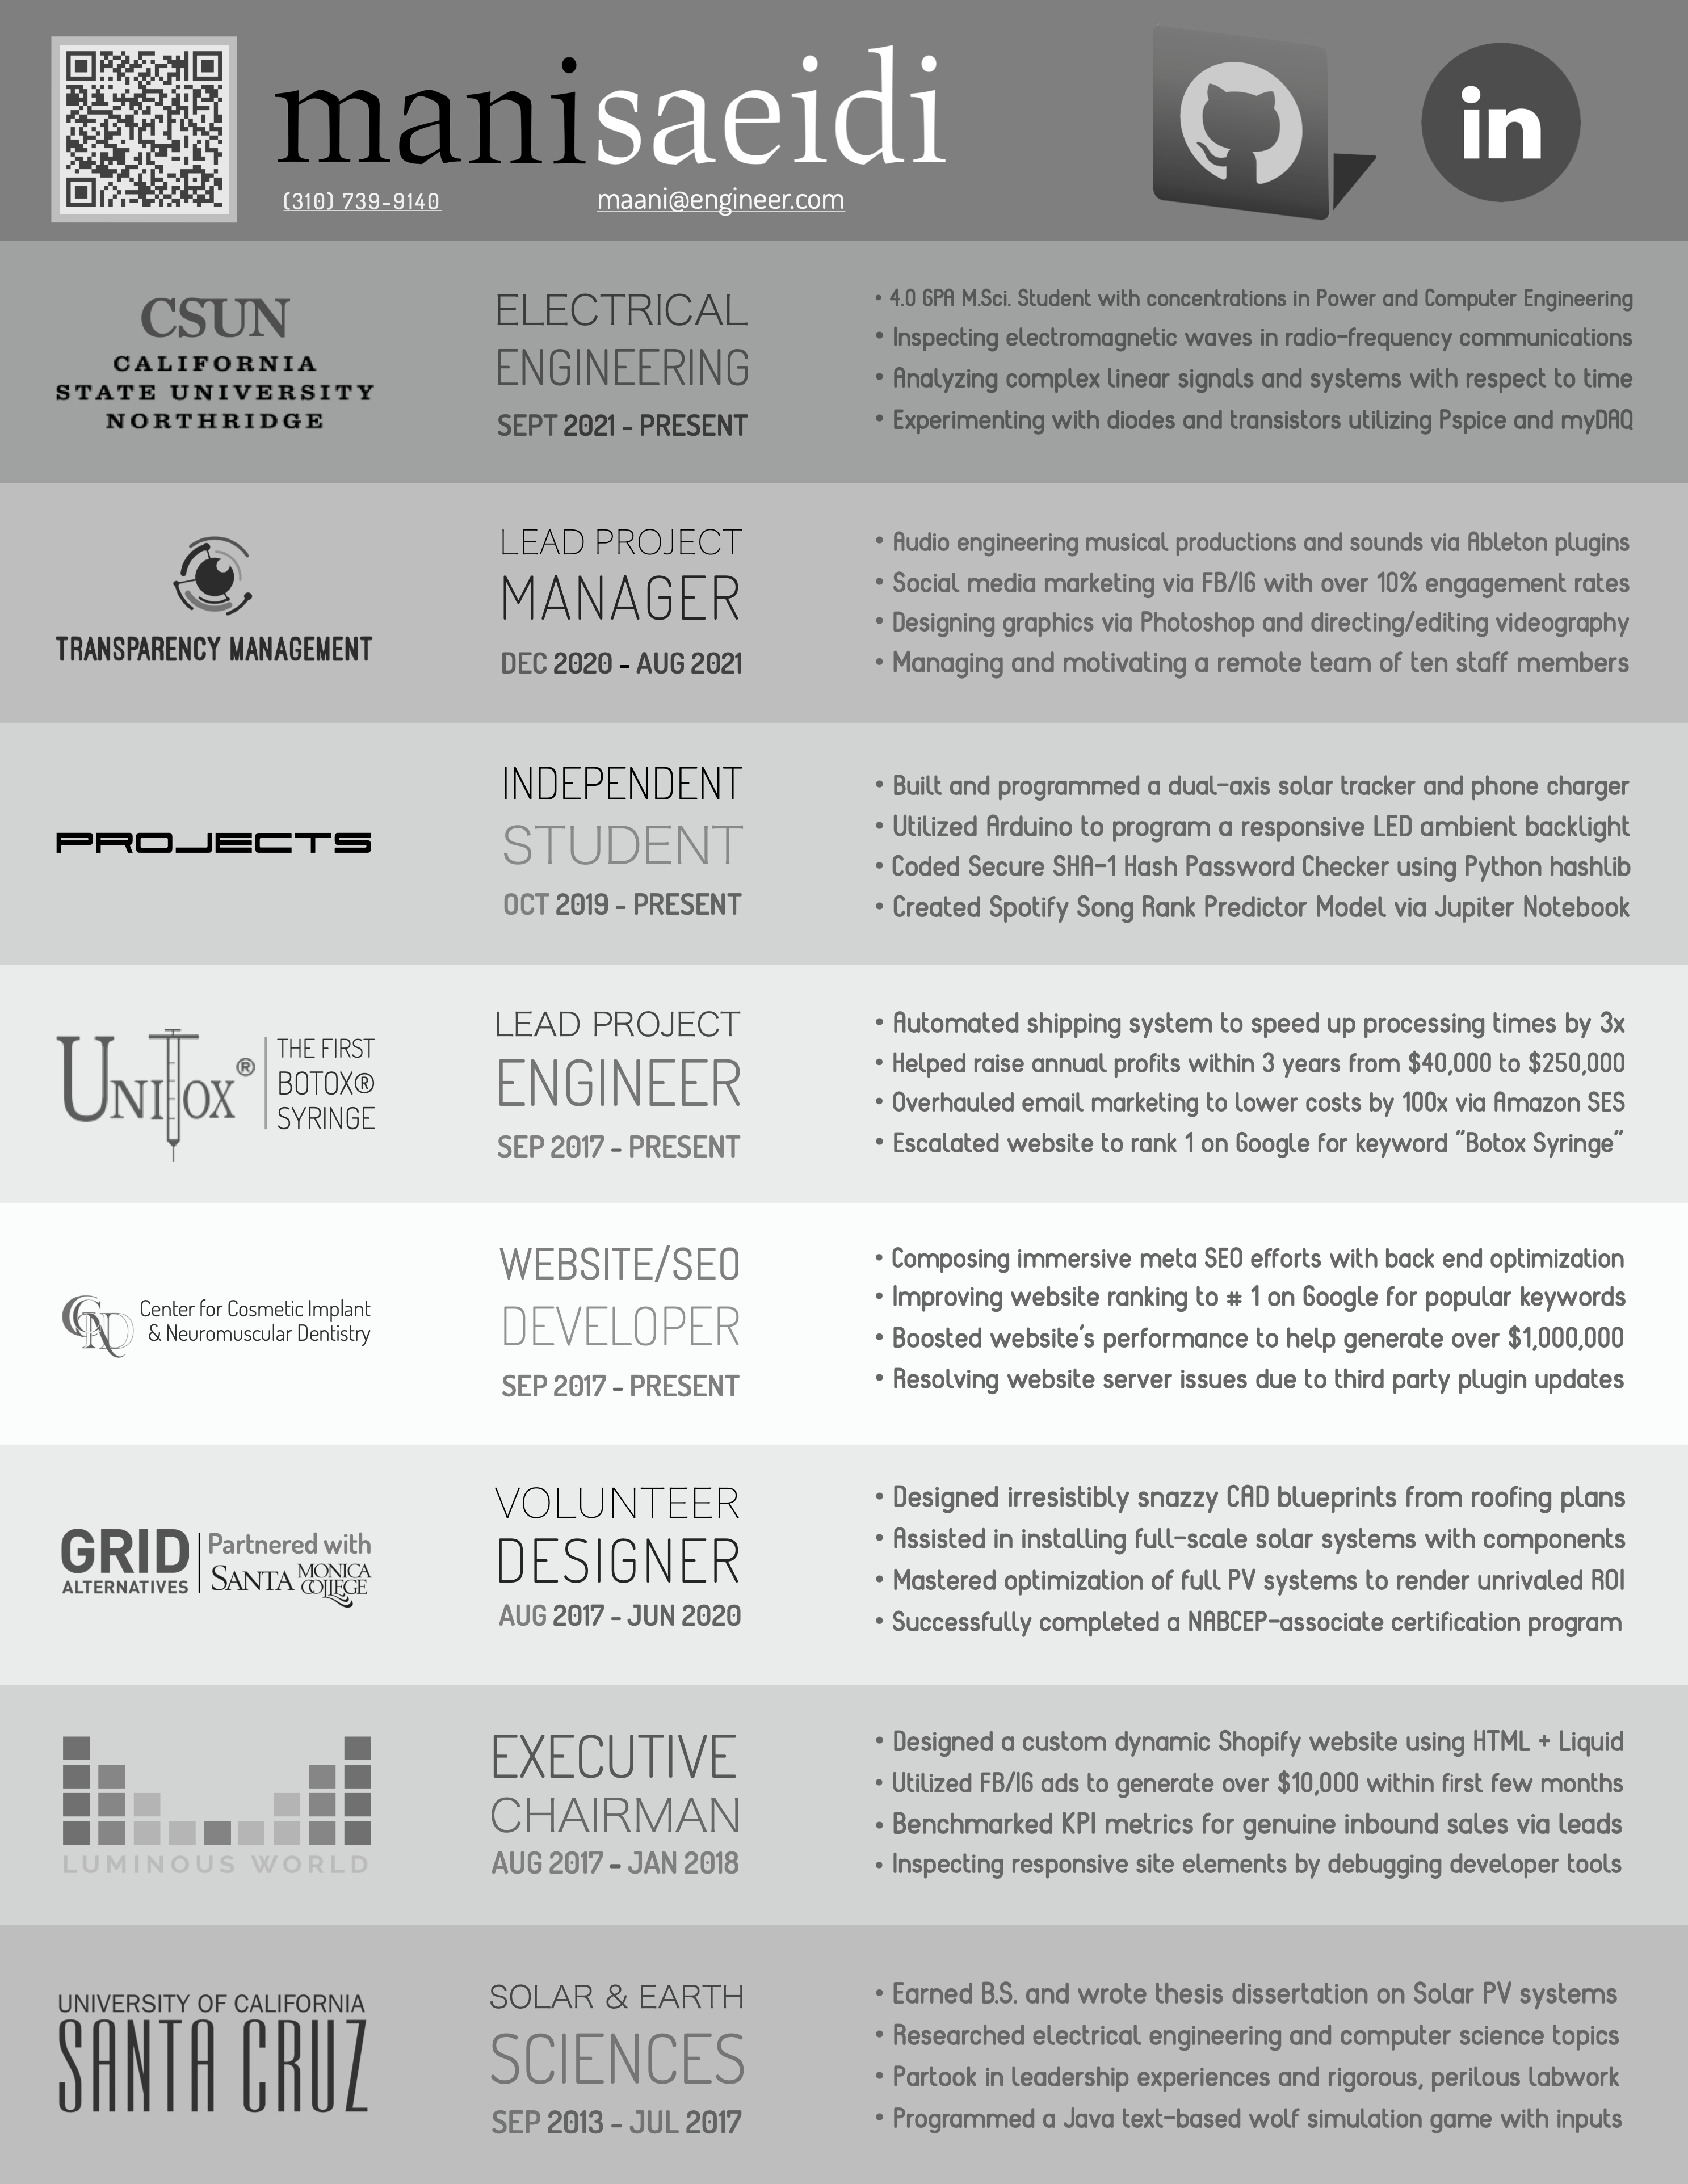 manisaeidi
(310) 739-9140
maani@engineer.com
in
CSUN
CALIFORNIA
STATE UNIVERSITY
NORTHRIDGE
ELECTRICAL
ENGINEERING
SEPT 2021 - PRESENT
• 4.0 GPA M.Sci. Student with concentrations in Power and Computer Engineering
• Inspecting electromagnetic waves in radio-frequency communications
• Analyzing complex linear signals and systems with respect to time
• Experimenting with diodes and transistors utilizing Pspice and myDAQ
TRANSPARENCY MANAGEMENT
LEAD PROJECT
MANAGER
DEC 2020 - AUG 2021
• Audio engineering musical productions and sounds via Ableton plugins
• Social media marketing via FB/IG with over 10% engagement rates
• Designing graphics via Photoshop and directing/editing videography
• Managing and motivating a remote team of ten staff members
PROJECTS
INDEPENDENT
STUDENT
OCT 2019 - PRESENT
• Built and programmed a dual-axis solar tracker and phone charger
• Utilized Arduino to program a responsive LED ambient backlight
• Coded Secure SHA-1 Hash Password Checker using Python hashlib
• Created Spotify Song Rank Predictor Model via Jupiter Notebook
UNITOX®
THE FIRST
BOTOX®
SYRINGE
LEAD PROJECT
ENGINEER
SEP 2017 - PRESENT
• Automated shipping system to speed up processing times by 3x
• Helped raise annual profits within 3 years from $40,000 to $250,000
• Overhauled email marketing to lower costs by 100x via Amazon SES
• Escalated website to rank 1 on Google for keyword "Botox Syringe"
CCND
Center for Cosmetic Implant
& Neuromuscular Dentistry
WEBSITE/SEO
DEVELOPER
SEP 2017 - PRESENT
• Composing immersive meta SEO efforts with back end optimization
• Improving website ranking to # 1 on Google for popular keywords
• Boosted website's performance to help generate over $1,000,000
• Resolving website server issues due to third party plugin updates
GRID
ALTERNATIVES
Partnered with
SANTA MONICA COLLEGE
VOLUNTEER
DESIGNER
AUG 2017 - JUN 2020
• Designed irresistibly snazzy CAD blueprints from roofing plans
• Assisted in installing full-scale solar systems with components
• Mastered optimization of full PV systems to render unrivaled ROI
• Successfully completed a NABCEP-associate certification program
LUMINOUS WORLD
EXECUTIVE
CHAIRMAN
AUG 2017 - JAN 2018
• Designed a custom dynamic Shopify website using HTML + Liquid
• Utilized FB/IG ads to generate over $10,000 within first few months
• Benchmarked KPI metrics for genuine inbound sales via leads
• Inspecting responsive site elements by debugging developer tools
UNIVERSITY OF CALIFORNIA
SANTA CRUZ
SOLAR & EARTH
SCIENCES
SEP 2013 - JUL 2017
• Earned B.S. and wrote thesis dissertation on Solar PV systems
• Researched electrical engineering and computer science topics
• Partook in leadership experiences and rigorous, perilous labwork
• Programmed a Java text-based wolf simulation game with inputs